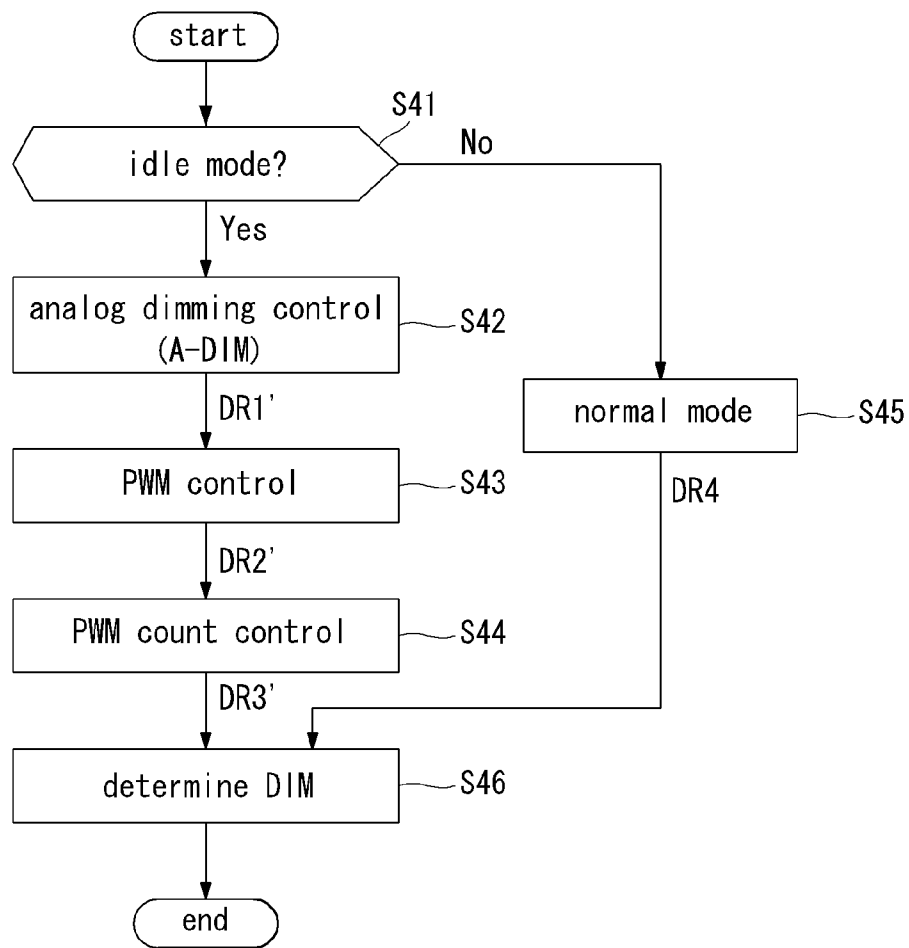 start
S41
idle mode?
No
Yes
analog dimming control
(A-DIM)
S42
DR1'
normal mode
S45
PWM control
S43
DR4
DR2'
PWM count control
S44
DR3'
determine DIM
S46
end